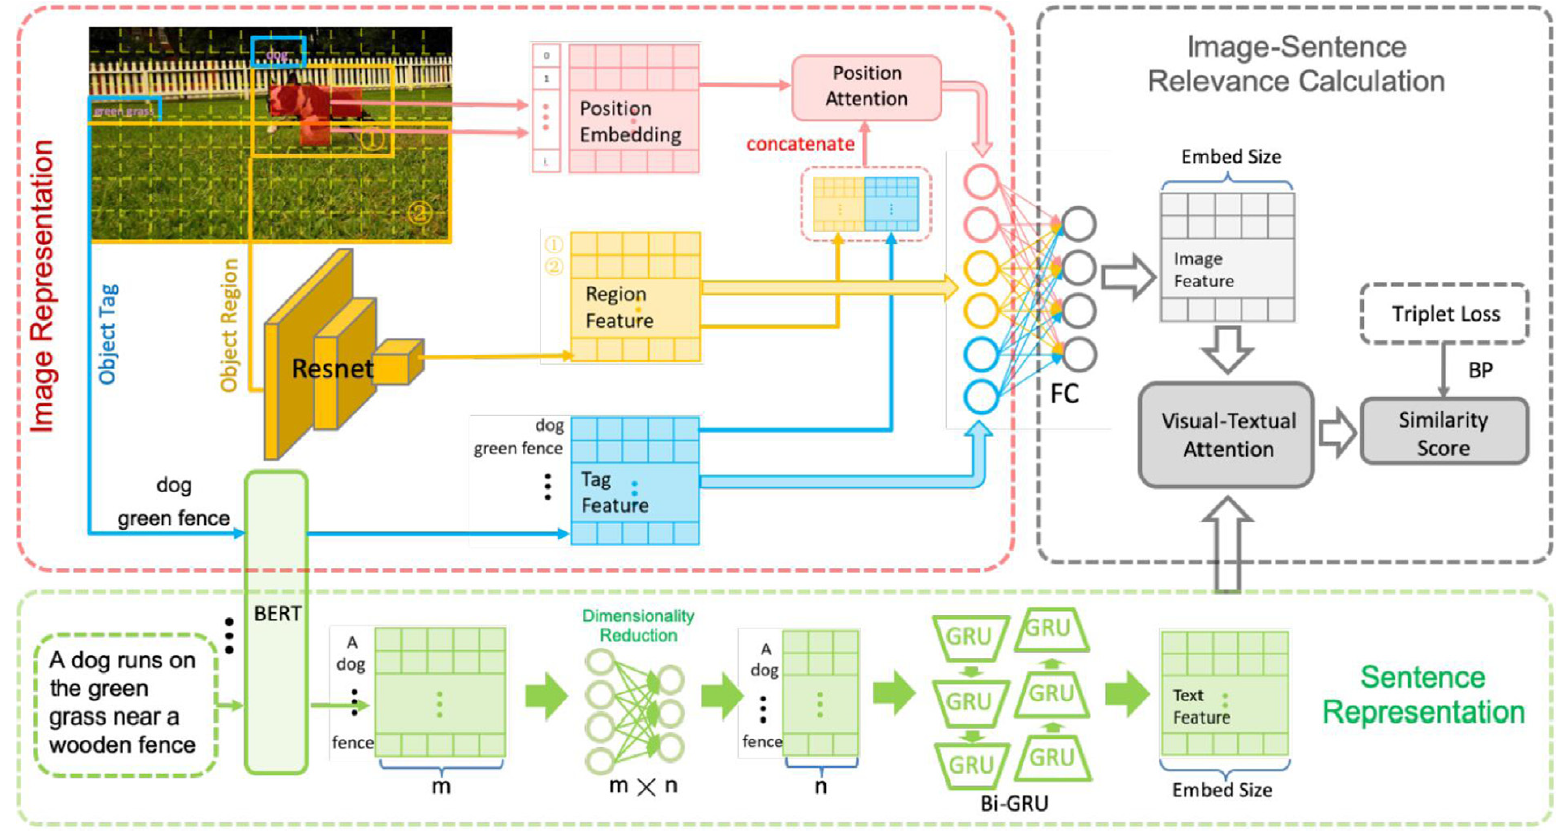 Image Representation
dog
green grass
①
②
Object Tag
Object Region
Resnet
dog
green fence
0
1
Position
Embedding
Position
Attention
concatenate
①
②
Region
Feature
dog
green fence
Tag
Feature
FC
Image-Sentence
Relevance Calculation
Embed Size
Image
Feature
Triplet Loss
BP
Visual-Textual
Attention
Similarity
Score
BERT
A dog runs on
the green
grass near a
wooden fence
A
dog
fence
m
Dimensionality
Reduction
m × n
A
dog
fence
n
GRU
GRU
GRU
GRU
GRU
GRU
Bi-GRU
Text
Feature
Embed Size
Sentence
Representation